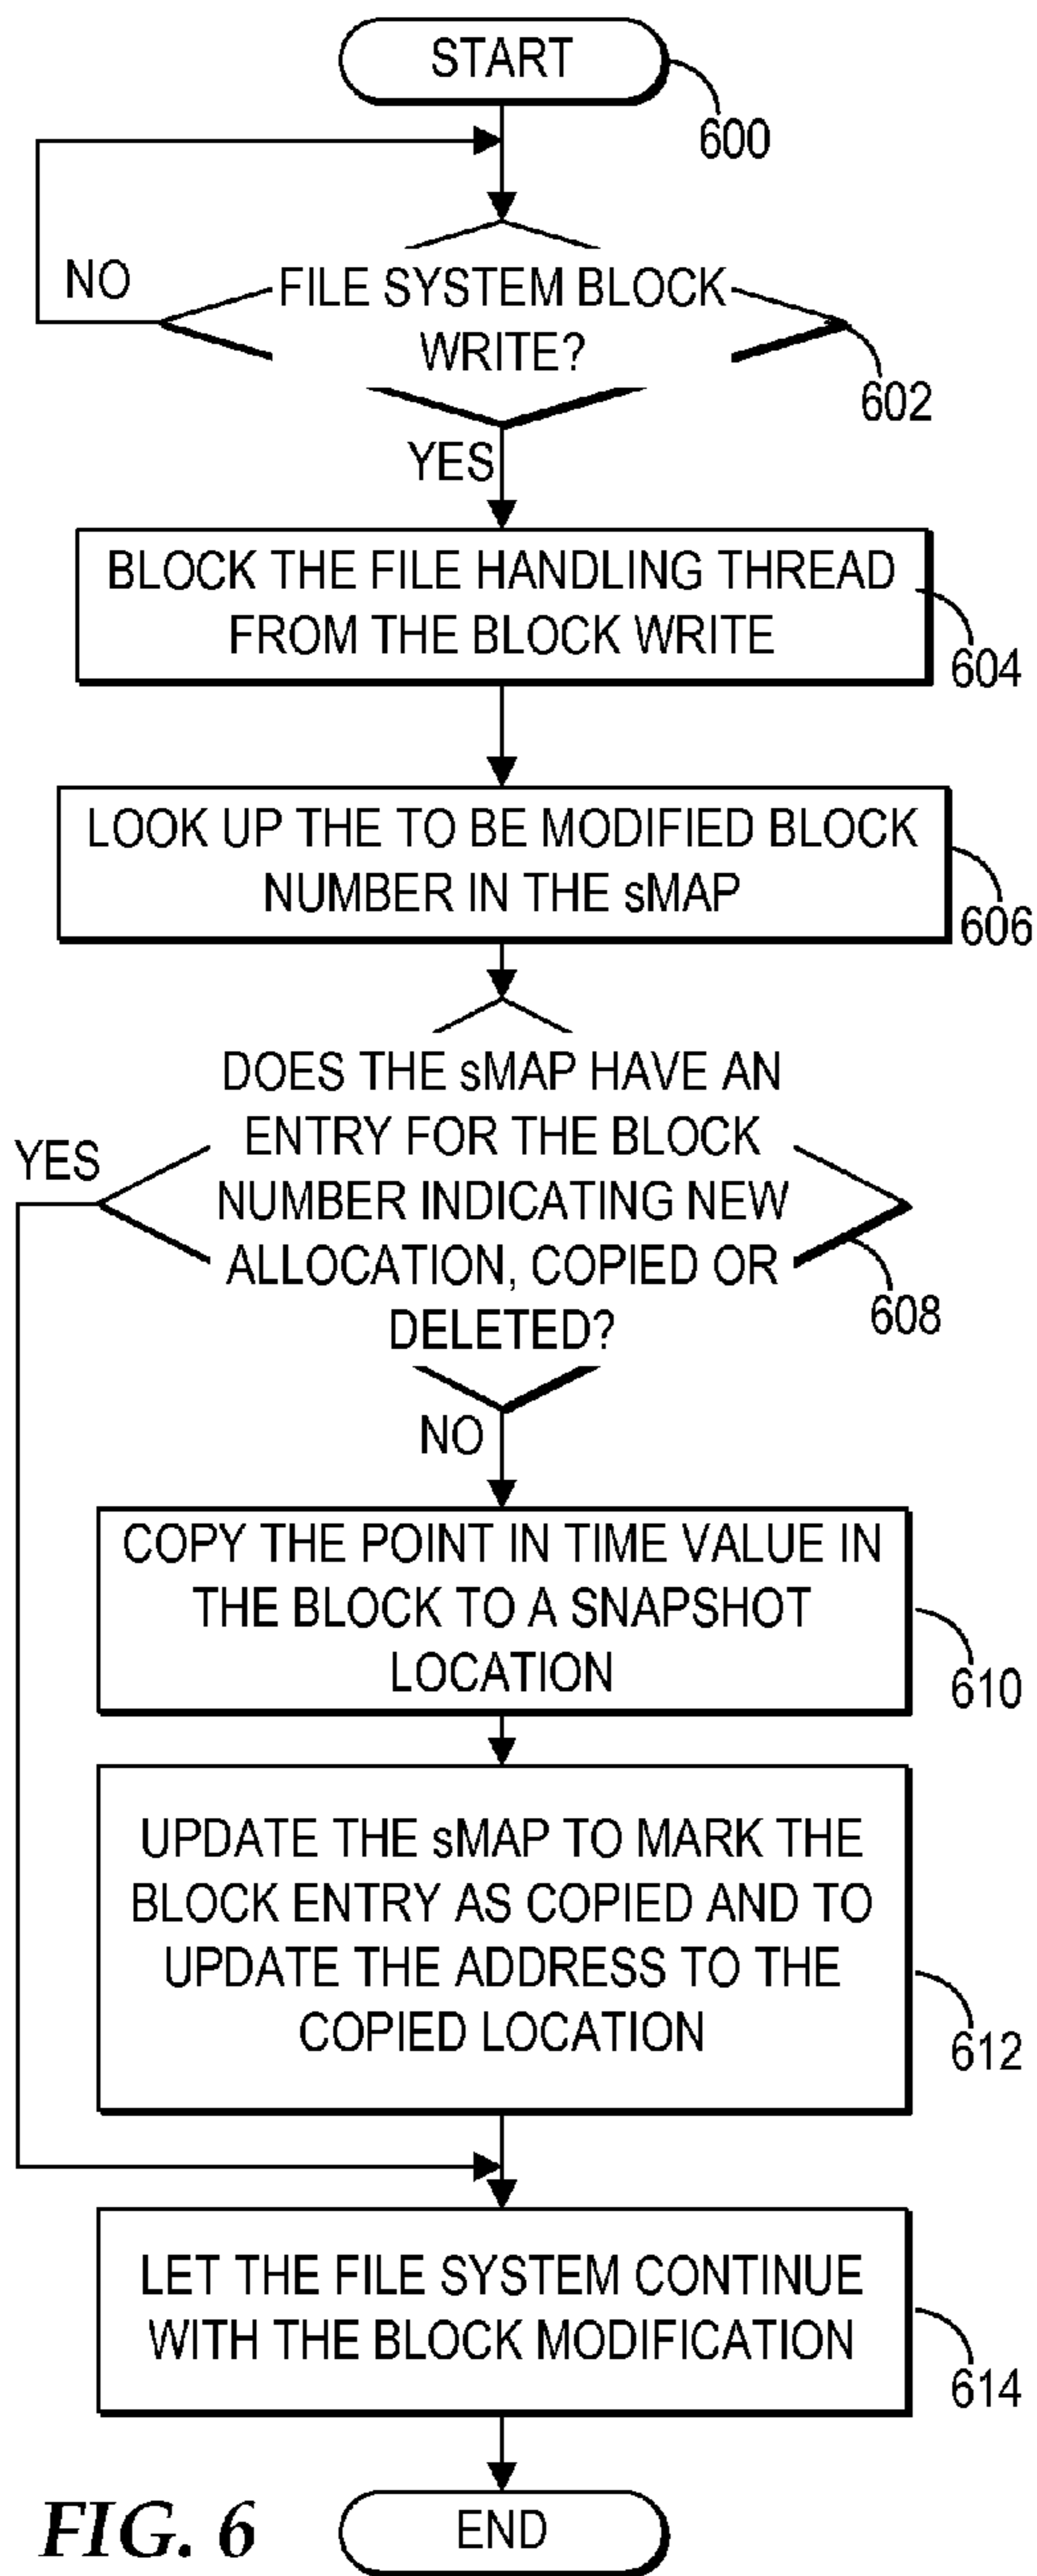 START
600
NO
FILE SYSTEM BLOCK
WRITE?
602
YES
BLOCK THE FILE HANDLING THREAD
FROM THE BLOCK WRITE
604
LOOK UP THE TO BE MODIFIED BLOCK
NUMBER IN THE sMAP
606
DOES THE sMAP HAVE AN
ENTRY FOR THE BLOCK
YES
NUMBER INDICATING NEW
ALLOCATION, COPIED OR
DELETED?
608
NO
COPY THE POINT IN TIME VALUE IN
THE BLOCK TO A SNAPSHOT
LOCATION
610
UPDATE THE sMAP TO MARK THE
BLOCK ENTRY AS COPIED AND TO
UPDATE THE ADDRESS TO THE
COPIED LOCATION
612
LET THE FILE SYSTEM CONTINUE
WITH THE BLOCK MODIFICATION
614
END
FIG. 6